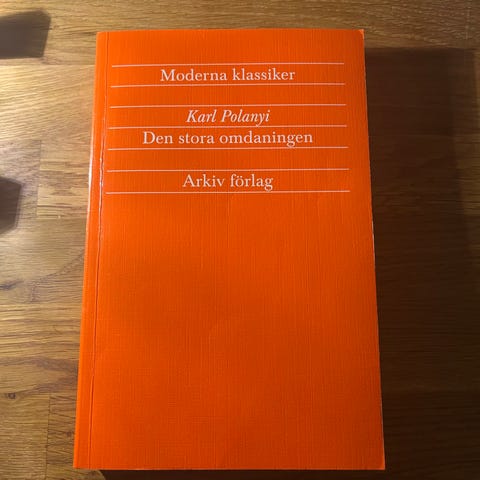 Moderna klassiker
Karl Polanyi
Den stora omdaningen
Arkiv förlag